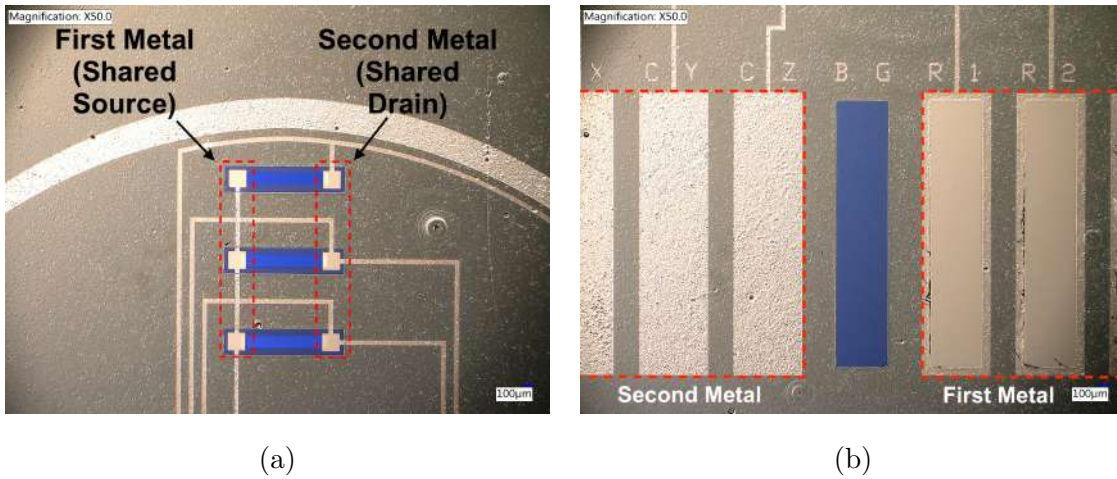 Magnification: X50.0
First Metal
(Shared
Source)
Second Metal
(Shared
Drain)
100μm
(a)
Magnification: X50.0
X C Y C Z B G R 1 R 2
Second Metal
First Metal
100μm
(b)